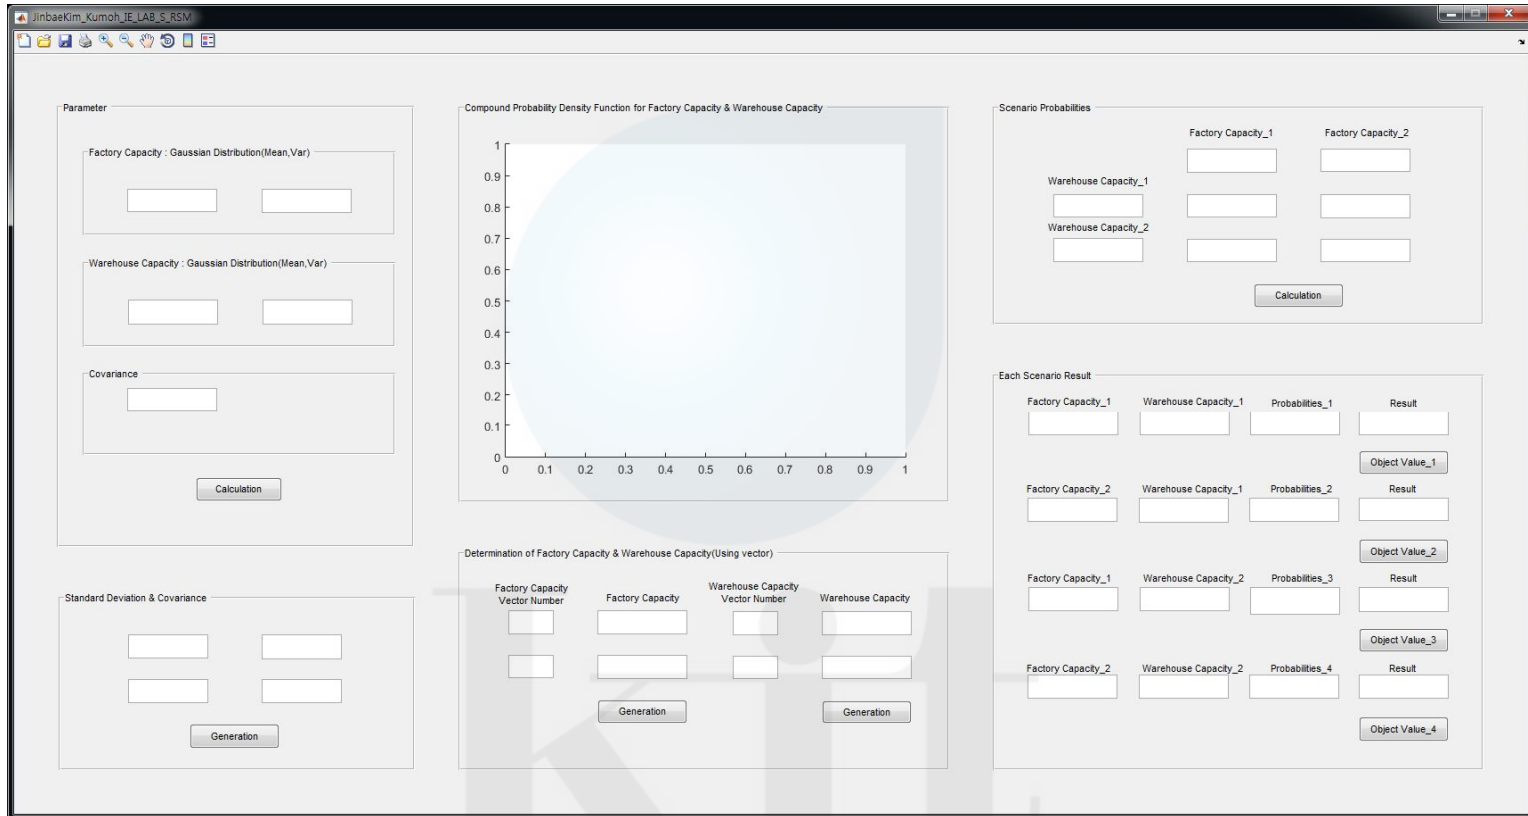 JinbaeKim_Kumoh_IE_LAB_S_RSM
Parameter
Factory Capacity : Gaussian Distribution(Mean,Var)
Warehouse Capacity : Gaussian Distribution(Mean,Var)
Covariance
Calculation
Standard Deviation & Covariance
Generation
Compound Probability Density Function for Factory Capacity & Warehouse Capacity
1
0.9
0.8
0.7
0.6
0.5
0.4
0.3
0.2
0.1
0
0 0.1 0.2 0.3 0.4 0.5 0.6 0.7 0.8 0.9 1
Determination of Factory Capacity & Warehouse Capacity(Using vector)
Factory Capacity
Vector Number
Factory Capacity
Warehouse Capacity
Vector Number
Warehouse Capacity
Generation
Generation
Scenario Probabilities
Factory Capacity_1 Factory Capacity_2
Warehouse Capacity_1
Warehouse Capacity_2
Calculation
Each Scenario Result
Factory Capacity_1 Warehouse Capacity_1 Probabilities_1 Result
Object Value_1
Factory Capacity_2 Warehouse Capacity_1 Probabilities_2 Result
Object Value_2
Factory Capacity_1 Warehouse Capacity_2 Probabilities_3 Result
Object Value_3
Factory Capacity_2 Warehouse Capacity_2 Probabilities_4 Result
Object Value_4
kit